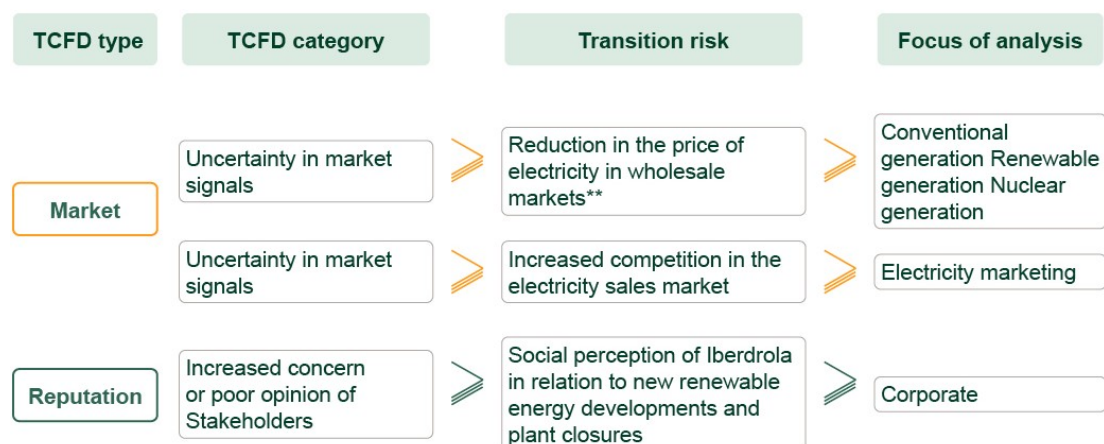 TCFD type
TCFD category
Transition risk
Focus of analysis
Market
Uncertainty in market
signals
Reduction in the price of
electricity in wholesale
markets**
Conventional
generation Renewable
generation Nuclear
generation
Uncertainty in market
signals
Increased competition in the
electricity sales market
Electricity marketing
Reputation
Increased concern
or poor opinion of
Stakeholders
Social perception of Iberdrola
in relation to new renewable
energy developments and
plant closures
Corporate